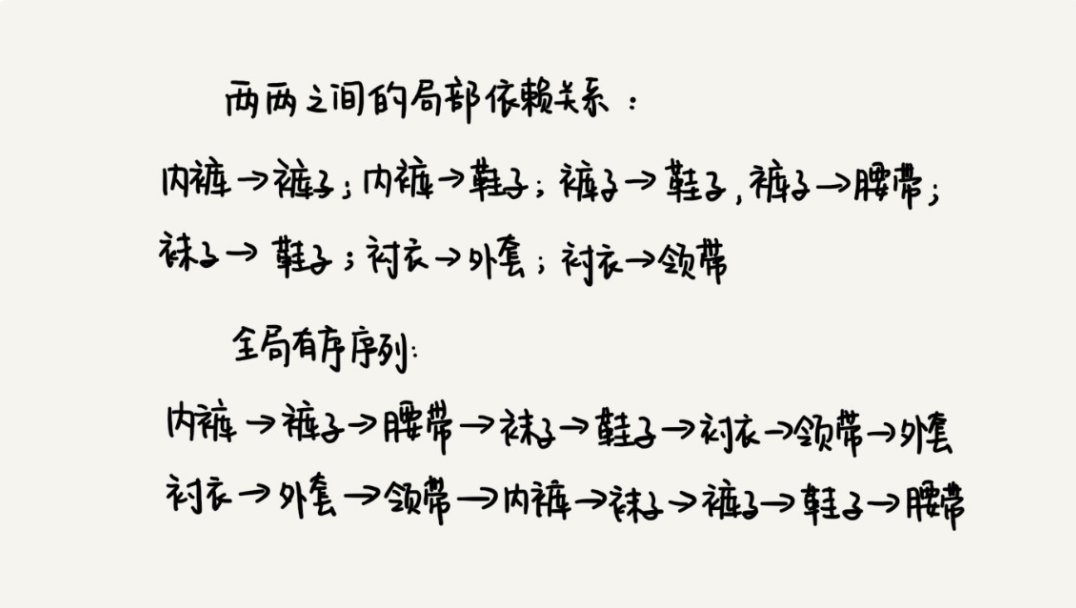 两两之间的局部依赖关系：
内裤→裤子；内裤→鞋子；裤子→鞋子，裤子→腰带；
袜子→鞋子；衬衣→外套；衬衣→领带
全局有序序列：
内裤→裤子→腰带→袜子→鞋子→衬衣→领带→外套
衬衣→外套→领带→内裤→袜子→裤子→鞋子→腰带